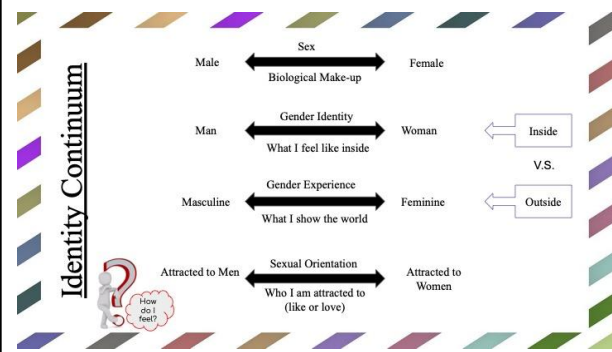 Identity Continuum
Sex
Male Female
Biological Make-up
Gender Identity
Man Woman Inside
What I feel like inside
V.S.
Gender Experience
Masculine Feminine Outside
What I show the world
Sexual Orientation
Attracted to Men Attracted to
Women
Who I am attracted to
(like or love)
How
do I
feel?